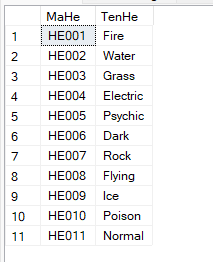 MaHe TenHe
1 HE001 Fire
2 HE002 Water
3 HE003 Grass
4 HE004 Electric
5 HE005 Psychic
6 HE006 Dark
7 HE007 Rock
8 HE008 Flying
9 HE009 Ice
10 HE010 Poison
11 HE011 Normal